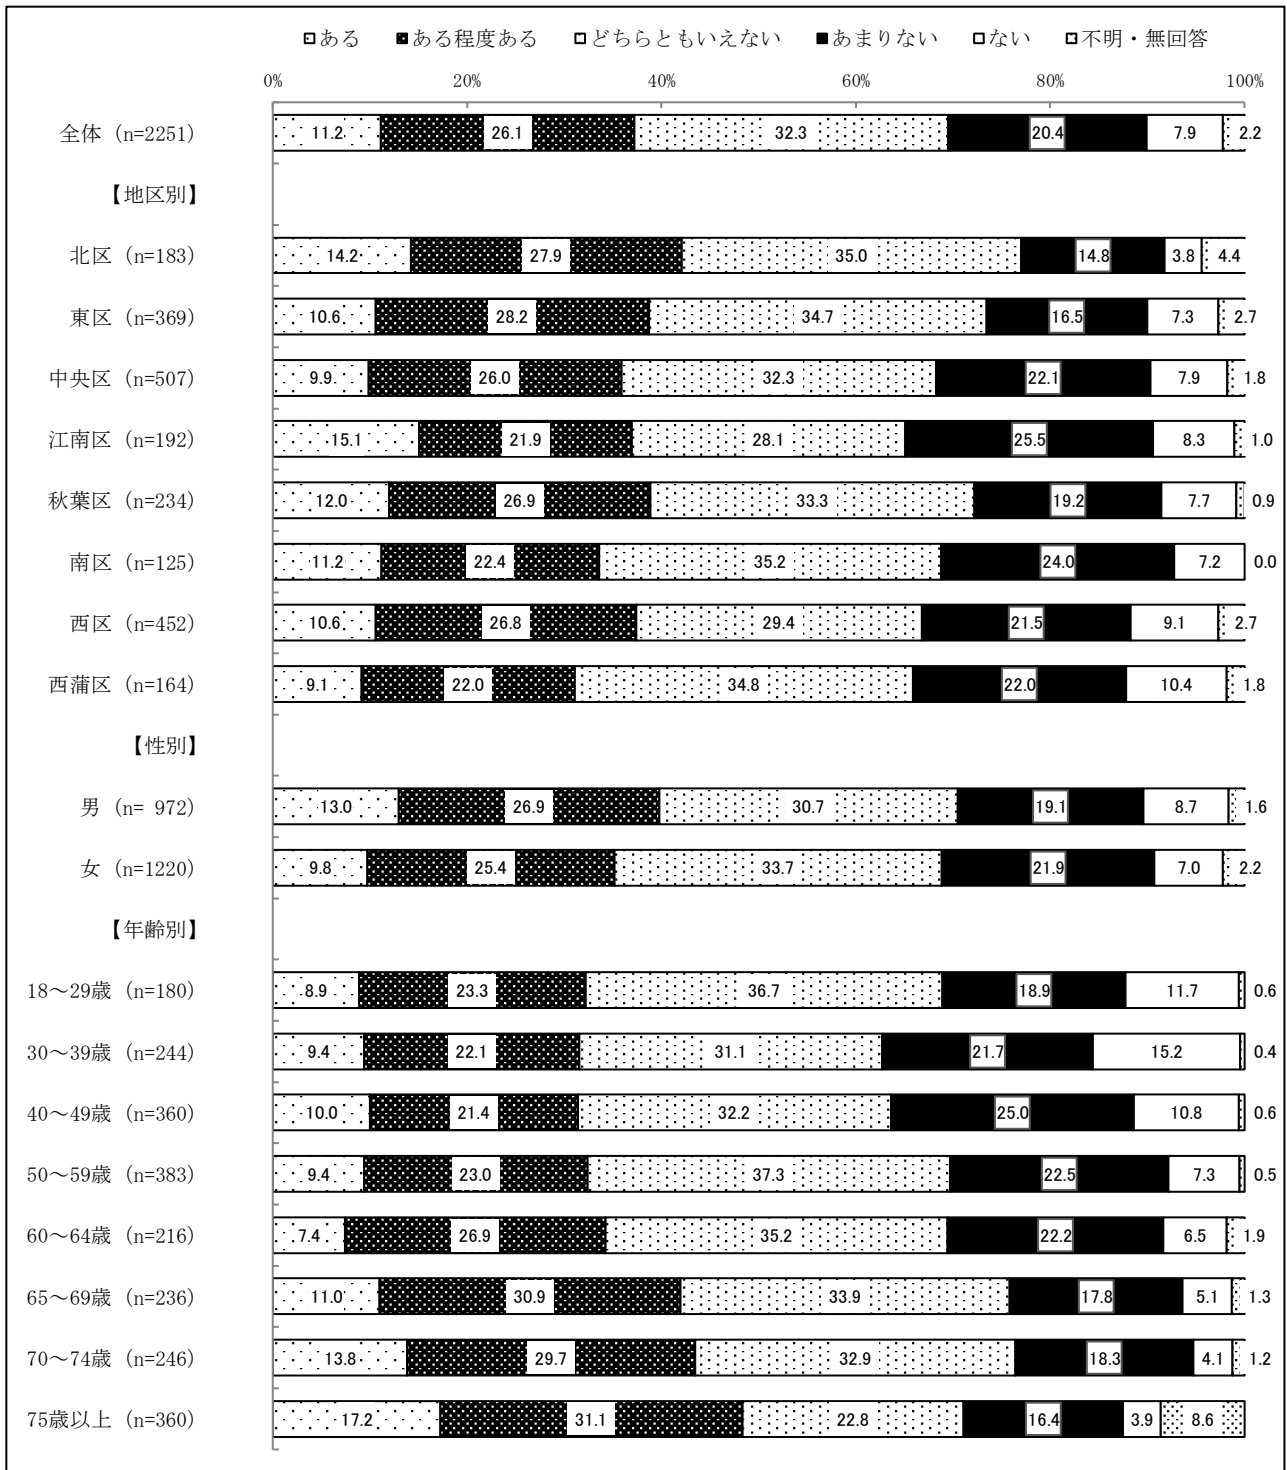 ある ある程度ある どちらともいえない あまりない ない 不明・無回答
0% 20% 40% 60% 80% 100%
全体 (n=2251) 11.2 26.1 32.3 20.4 7.9 2.2
【地区別】
北区 (n=183) 14.2 27.9 35.0 14.8 3.8 4.4
東区 (n=369) 10.6 28.2 34.7 16.5 7.3 2.7
中央区 (n=507) 9.9 26.0 32.3 22.1 7.9 1.8
江南区 (n=192) 15.1 21.9 28.1 25.5 8.3 1.0
秋葉区 (n=234) 12.0 26.9 33.3 19.2 7.7 0.9
南区 (n=125) 11.2 22.4 35.2 24.0 7.2 0.0
西区 (n=452) 10.6 26.8 29.4 21.5 9.1 2.7
西蒲区 (n=164) 9.1 22.0 34.8 22.0 10.4 1.8
【性別】
男 (n= 972) 13.0 26.9 30.7 19.1 8.7 1.6
女 (n=1220) 9.8 25.4 33.7 21.9 7.0 2.2
【年齢別】
18～29歳 (n=180) 8.9 23.3 36.7 18.9 11.7 0.6
30～39歳 (n=244) 9.4 22.1 31.1 21.7 15.2 0.4
40～49歳 (n=360) 10.0 21.4 32.2 25.0 10.8 0.6
50～59歳 (n=383) 9.4 23.0 37.3 22.5 7.3 0.5
60～64歳 (n=216) 7.4 26.9 35.2 22.2 6.5 1.9
65～69歳 (n=236) 11.0 30.9 33.9 17.8 5.1 1.3
70～74歳 (n=246) 13.8 29.7 32.9 18.3 4.1 1.2
75歳以上 (n=360) 17.2 31.1 22.8 16.4 3.9 8.6